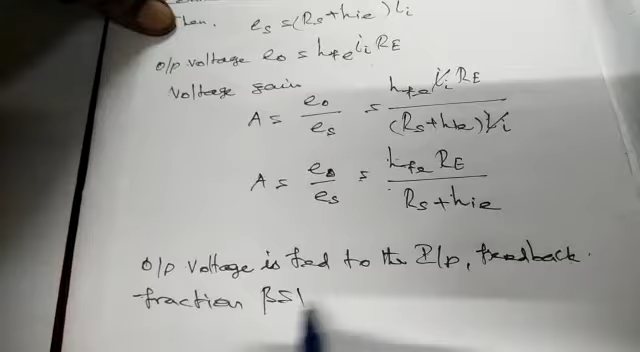 then. es = (Rs+hie) ii
o/p voltage eo = hfe ii RE
Voltage gain
A = eo/es = hfe ii RE/(Rs+hie) ii
A = eo/es = hfe RE/Rs+hie
o/p voltage is fed to the I/p, feedback
fraction β=1